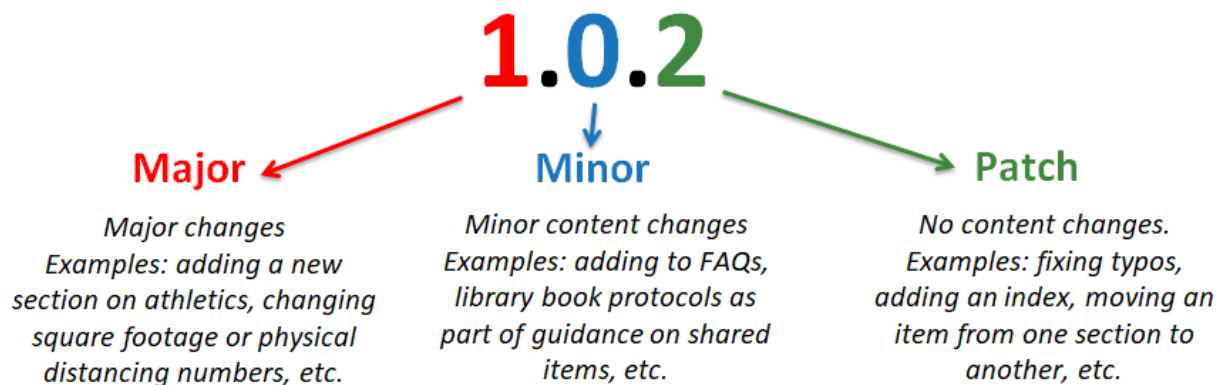 1.0.2
Major
Minor
Patch
Major changes
Examples: adding a new
section on athletics, changing
square footage or physical
distancing numbers, etc.
Minor content changes
Examples: adding to FAQs,
library book protocols as
part of guidance on shared
items, etc.
No content changes.
Examples: fixing typos,
adding an index, moving an
item from one section to
another, etc.